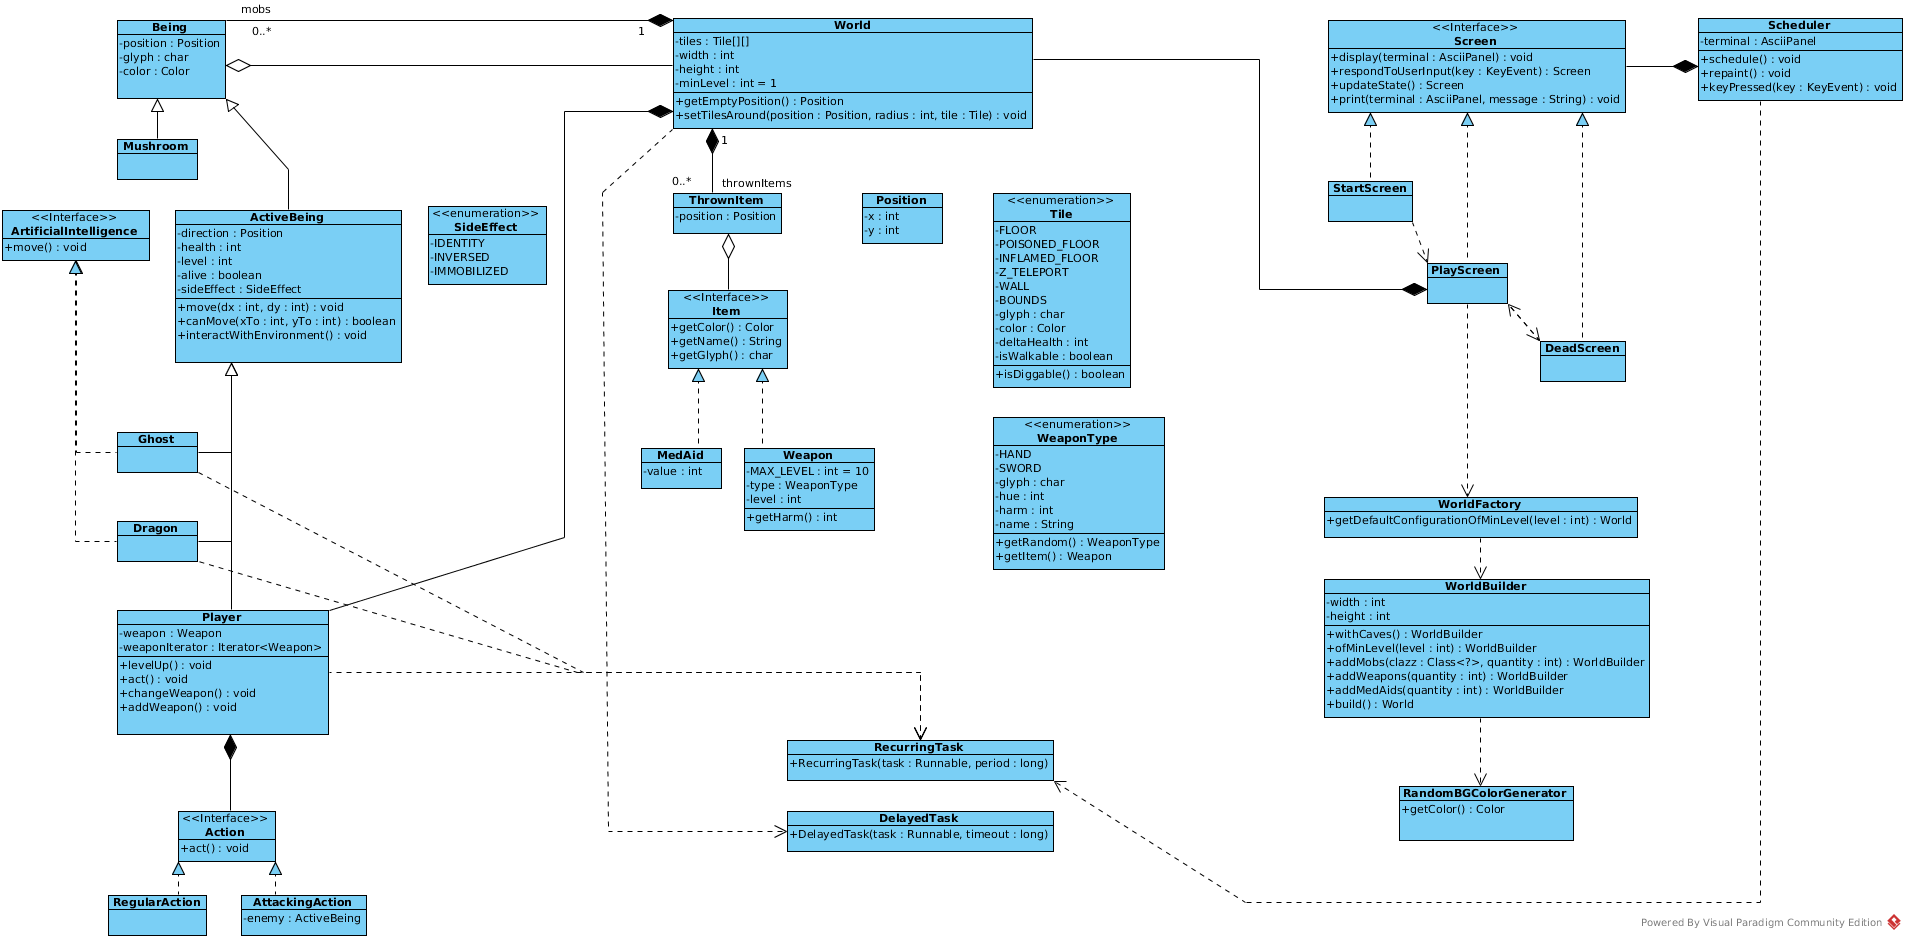 mobs
0..*
1
Being
-position : Position
-glyph : char
-color : Color
World
-tiles : Tile[][]
-width : int
-height : int
-minLevel : int = 1
+getEmptyPosition() : Position
+setTilesAround(position : Position, radius : int, tile : Tile) : void
<<Interface>>
Screen
+display(terminal : AsciiPanel) : void
+respondToUserInput(key : KeyEvent) : Screen
+updateState() : Screen
+print(terminal : AsciiPanel, message : String) : void
Scheduler
-terminal : AsciiPanel
+schedule() : void
+repaint() : void
+keyPressed(key : KeyEvent) : void
Mushroom
1
0..*
thrownItems
<<Interface>>
ArtificialIntelligence
+move() : void
ActiveBeing
-direction : Position
-health : int
-level : int
-alive : boolean
-sideEffect : SideEffect
+move(dx : int, dy : int) : void
+canMove(xTo : int, yTo : int) : boolean
+interactWithEnvironment() : void
<<enumeration>>
SideEffect
-IDENTITY
-INVERSED
-IMMOBILIZED
ThrownItem
-position : Position
Position
-x : int
-y : int
<<enumeration>>
Tile
-FLOOR
-POISONED_FLOOR
-INFLAMED_FLOOR
-Z_TELEPORT
-WALL
-BOUNDS
-glyph : char
-color : Color
-deltaHealth : int
-isWalkable : boolean
+isDiggable() : boolean
StartScreen
PlayScreen
DeadScreen
<<Interface>>
Item
+getColor() : Color
+getName() : String
+getGlyph() : char
MedAid
-value : int
Weapon
-MAX_LEVEL : int = 10
-type : WeaponType
-level : int
+getHarm() : int
<<enumeration>>
WeaponType
-HAND
-SWORD
-glyph : char
-hue : int
-harm : int
-name : String
+getRandom() : WeaponType
+getItem() : Weapon
Ghost
Dragon
WorldFactory
+getDefaultConfigurationOfMinLevel(level : int) : World
WorldBuilder
-width : int
-height : int
+withCaves() : WorldBuilder
+ofMinLevel(level : int) : WorldBuilder
+addMobs(clazz : Class<?>, quantity : int) : WorldBuilder
+addWeapons(quantity : int) : WorldBuilder
+addMedAids(quantity : int) : WorldBuilder
+build() : World
Player
-weapon : Weapon
-weaponIterator : Iterator<Weapon>
+levelUp() : void
+act() : void
+changeWeapon() : void
+addWeapon() : void
RecurringTask
+RecurringTask(task : Runnable, period : long)
DelayedTask
+DelayedTask(task : Runnable, timeout : long)
RandomBGColorGenerator
+getColor() : Color
<<Interface>>
Action
+act() : void
RegularAction
AttackingAction
-enemy : ActiveBeing
Powered By Visual Paradigm Community Edition